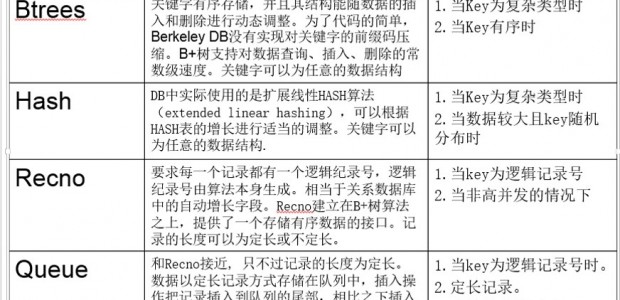 Btrees
关键字有序存储，并且其结构能随数据的插
入和删除进行动态调整。为了代码的简单，
Berkeley DB没有实现对关键字的前缀码压
缩。B+树支持对数据查询、插入、删除的常
数级速度。关键字可以为任意的数据结构
1.当Key为复杂类型时
2.当Key有序时
Hash
DB中实际使用的是扩展线性HASH算法
（extended linear hashing），可以根据
HASH表的增长进行适当的调整。关键字可以
为任意的数据结构.
1.当Key为复杂类型时
2.当数据较大且key随机
分布时
Recno
要求每一个记录都有一个逻辑纪录号，逻辑
纪录号由算法本身生成。相当于关系数据库
中的自动增长字段。Recno建立在B+树算法
之上，提供了一个存储有序数据的接口。记
录的长度可以为定长或不定长。
1.当key为逻辑记录号时
2.当非高并发的情况下
Queue
和Recno接近, 只不过记录的长度为定长。
数据以定长记录方式存储在队列中，插入操
作把记录插入到队列的尾部，相比之下插入
1.当key为逻辑记录号时。
2.定长记录。